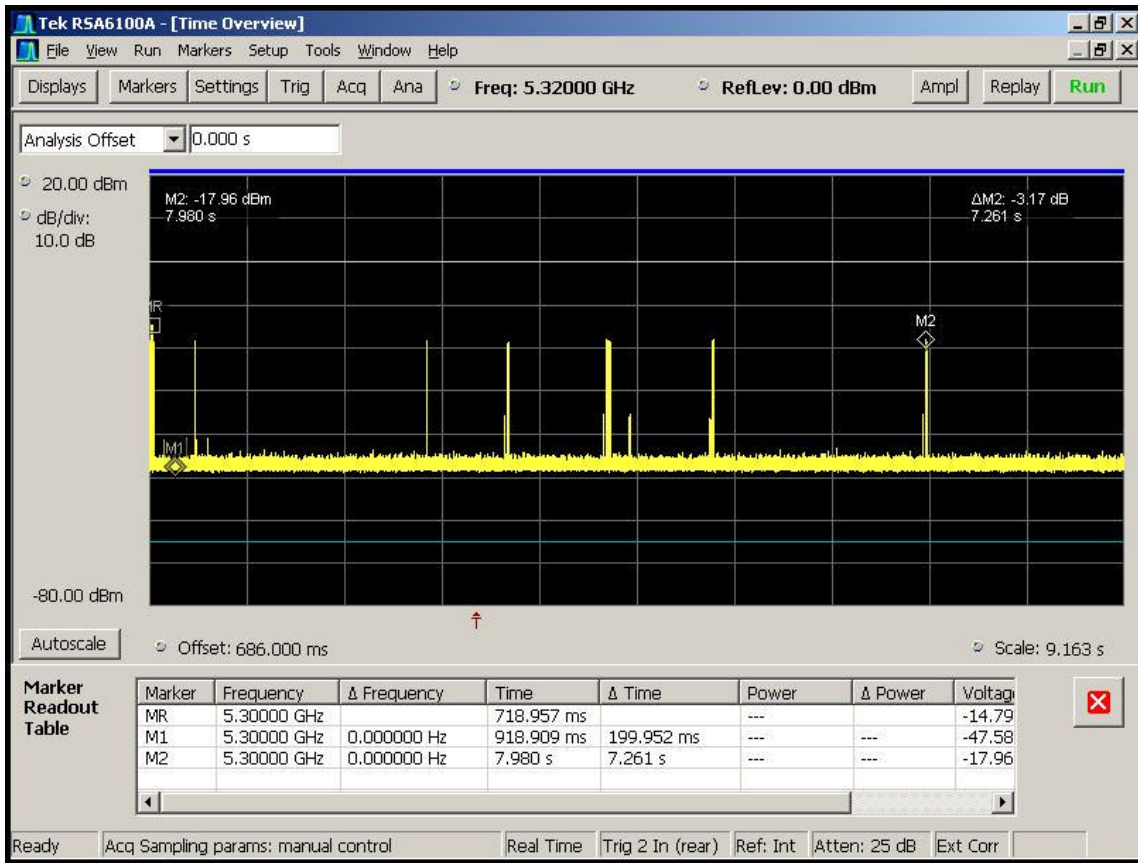 Tek RSA6100A - [Time Overview]
File View Run Markers Setup Tools Window Help
Displays Markers Settings Trig Acq Ana Freq: 5.32000 GHz RefLev: 0.00 dBm Ampl Replay Run
Analysis Offset 0.000 s
20.00 dBm
dB/div:
10.0 dB
M2: -17.96 dBm
7.980 s
ΔM2: -3.17 dB
7.261 s
MR
M2
M1
-80.00 dBm
Autoscale Offset: 686.000 ms Scale: 9.163 s
Marker Readout Table
Marker Frequency Δ Frequency Time Δ Time Power Δ Power Voltag
MR 5.30000 GHz 718.957 ms --- -14.79
M1 5.30000 GHz 0.000000 Hz 918.909 ms 199.952 ms --- --- -47.58
M2 5.30000 GHz 0.000000 Hz 7.980 s 7.261 s --- --- -17.96
Ready Acq Sampling params: manual control Real Time Trig 2 In (rear) Ref: Int Atten: 25 dB Ext Corr